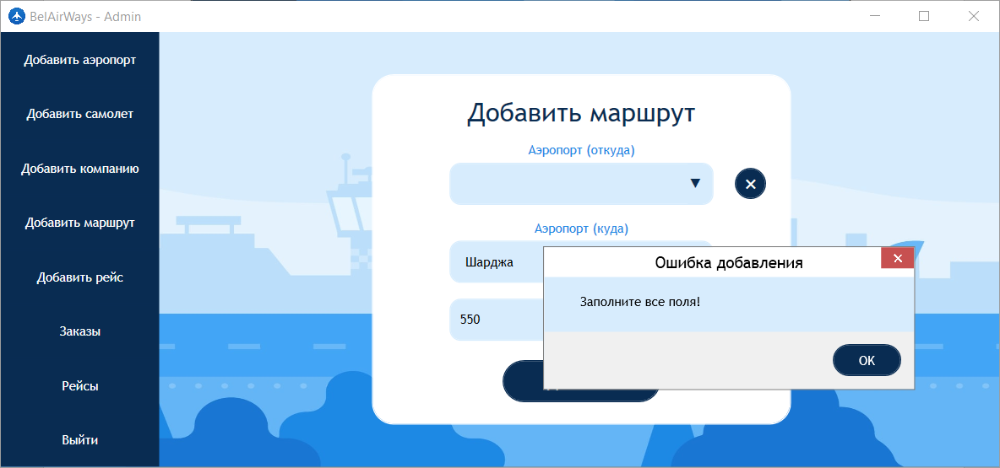 BelAirWays - Admin
Добавить аэропорт
Добавить самолет
Добавить компанию
Добавить маршрут
Добавить рейс
Заказы
Рейсы
Выйти
Добавить маршрут
Аэропорт (откуда)
Аэропорт (куда)
Шарджа
550
Ошибка добавления
Заполните все поля!
OK